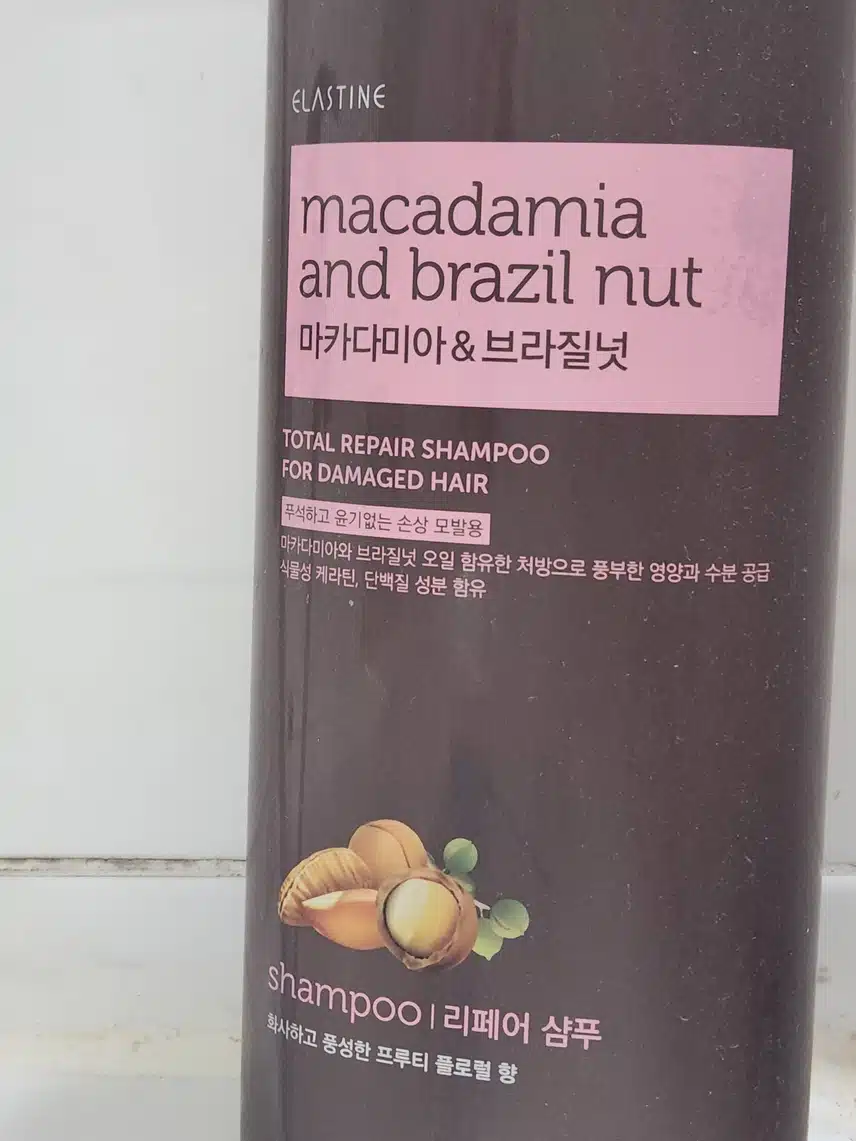 ELASTINE
macadamia
and brazil nut
마카다미아&브라질넛
TOTAL REPAIR SHAMPOO
FOR DAMAGED HAIR
푸석하고 윤기없는 손상 모발용
마카다미아와 브라질넛 오일 함유한 처방으로 풍부한 영양과 수분 공급
식물성 케라틴, 단백질 성분 함유
shampoo | 리페어 샴푸
화사하고 풍성한 프루티 플로럴 향